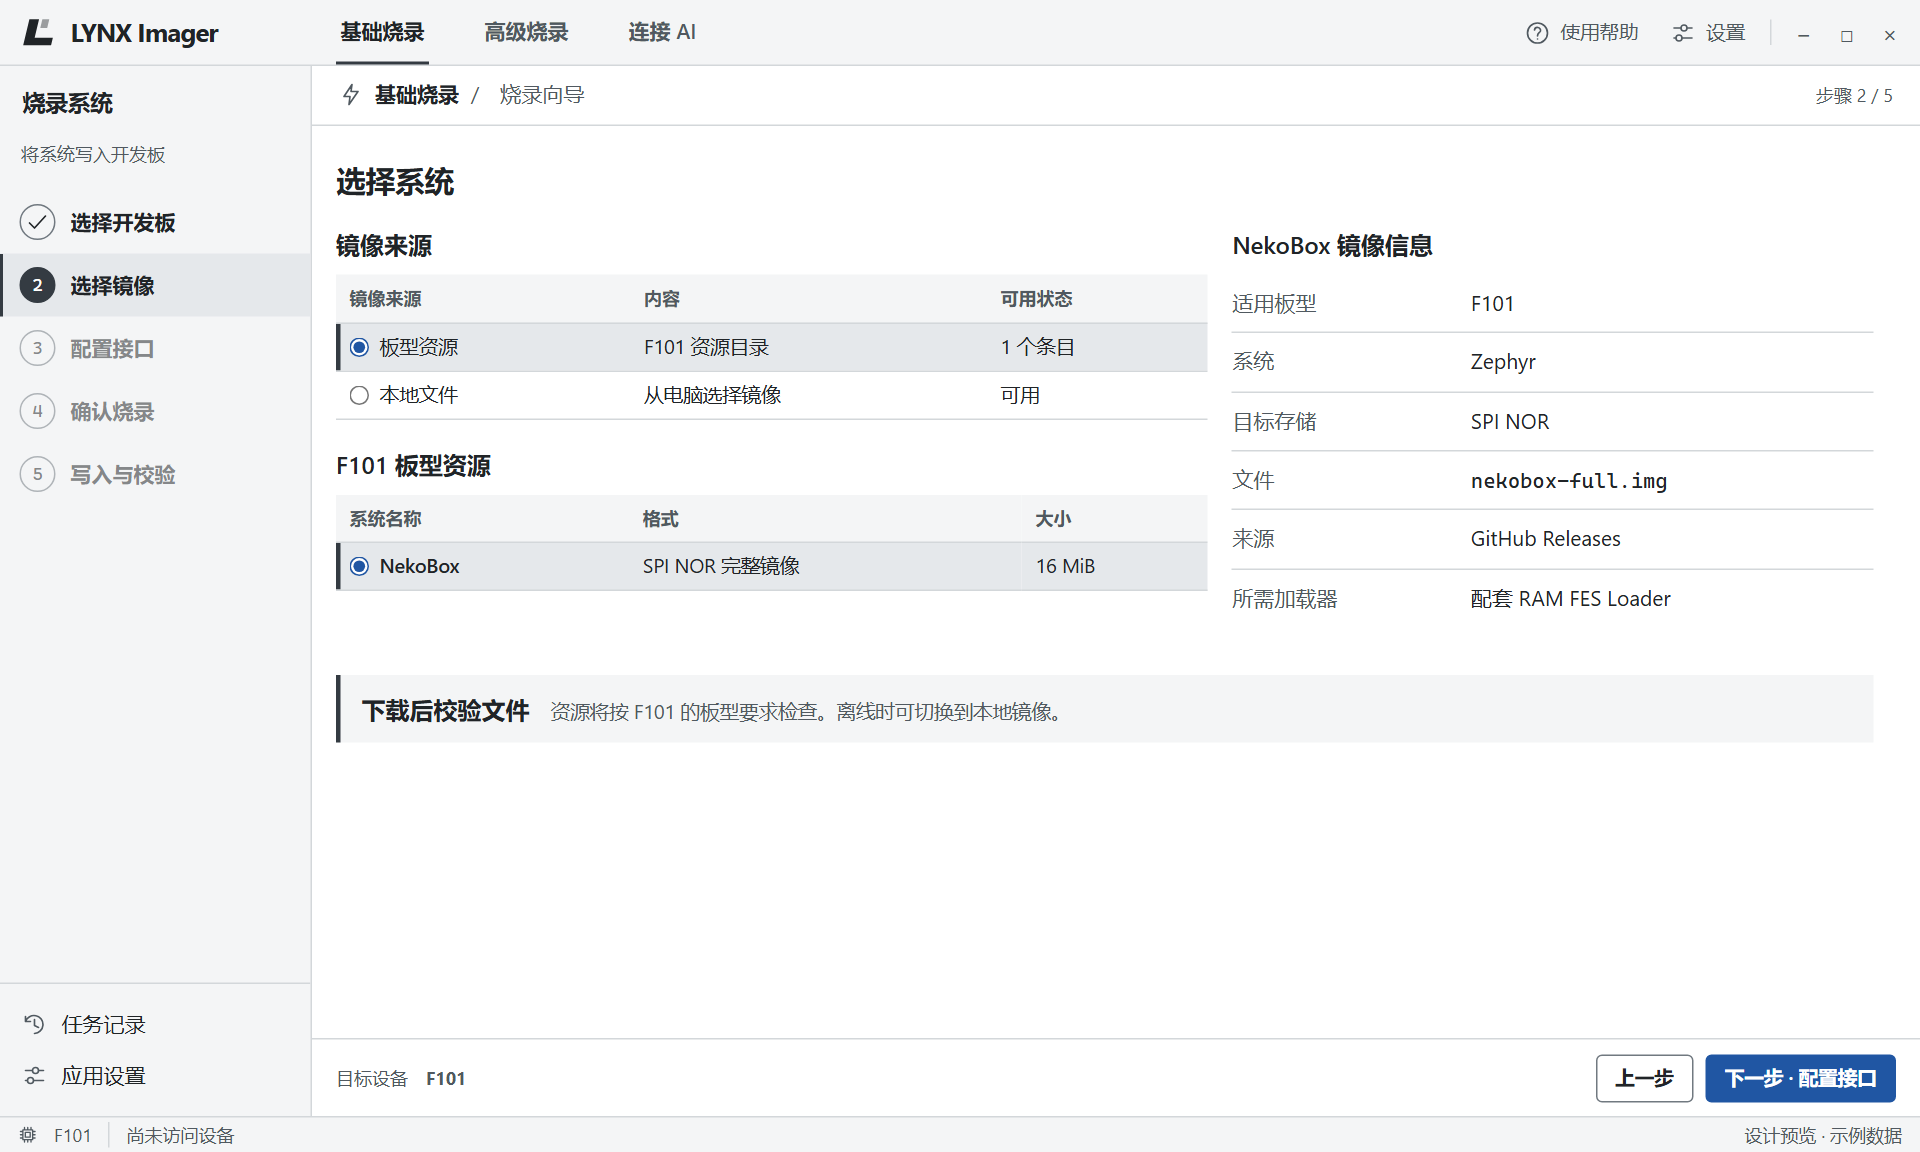 LYNX Imager
基础烧录
高级烧录
连接 AI
使用帮助
设置
烧录系统
将系统写入开发板
选择开发板
2 选择镜像
3 配置接口
4 确认烧录
5 写入与校验
任务记录
应用设置
基础烧录 / 烧录向导
步骤 2 / 5
选择系统
镜像来源
镜像来源 内容 可用状态
板型资源 F101 资源目录 1 个条目
本地文件 从电脑选择镜像 可用
F101 板型资源
系统名称 格式 大小
NekoBox SPI NOR 完整镜像 16 MiB
NekoBox 镜像信息
适用板型 F101
系统 Zephyr
目标存储 SPI NOR
文件 nekobox-full.img
来源 GitHub Releases
所需加载器 配套 RAM FES Loader
下载后校验文件 资源将按 F101 的板型要求检查。离线时可切换到本地镜像。
目标设备 F101
上一步
下一步 · 配置接口
F101 尚未访问设备
设计预览 · 示例数据